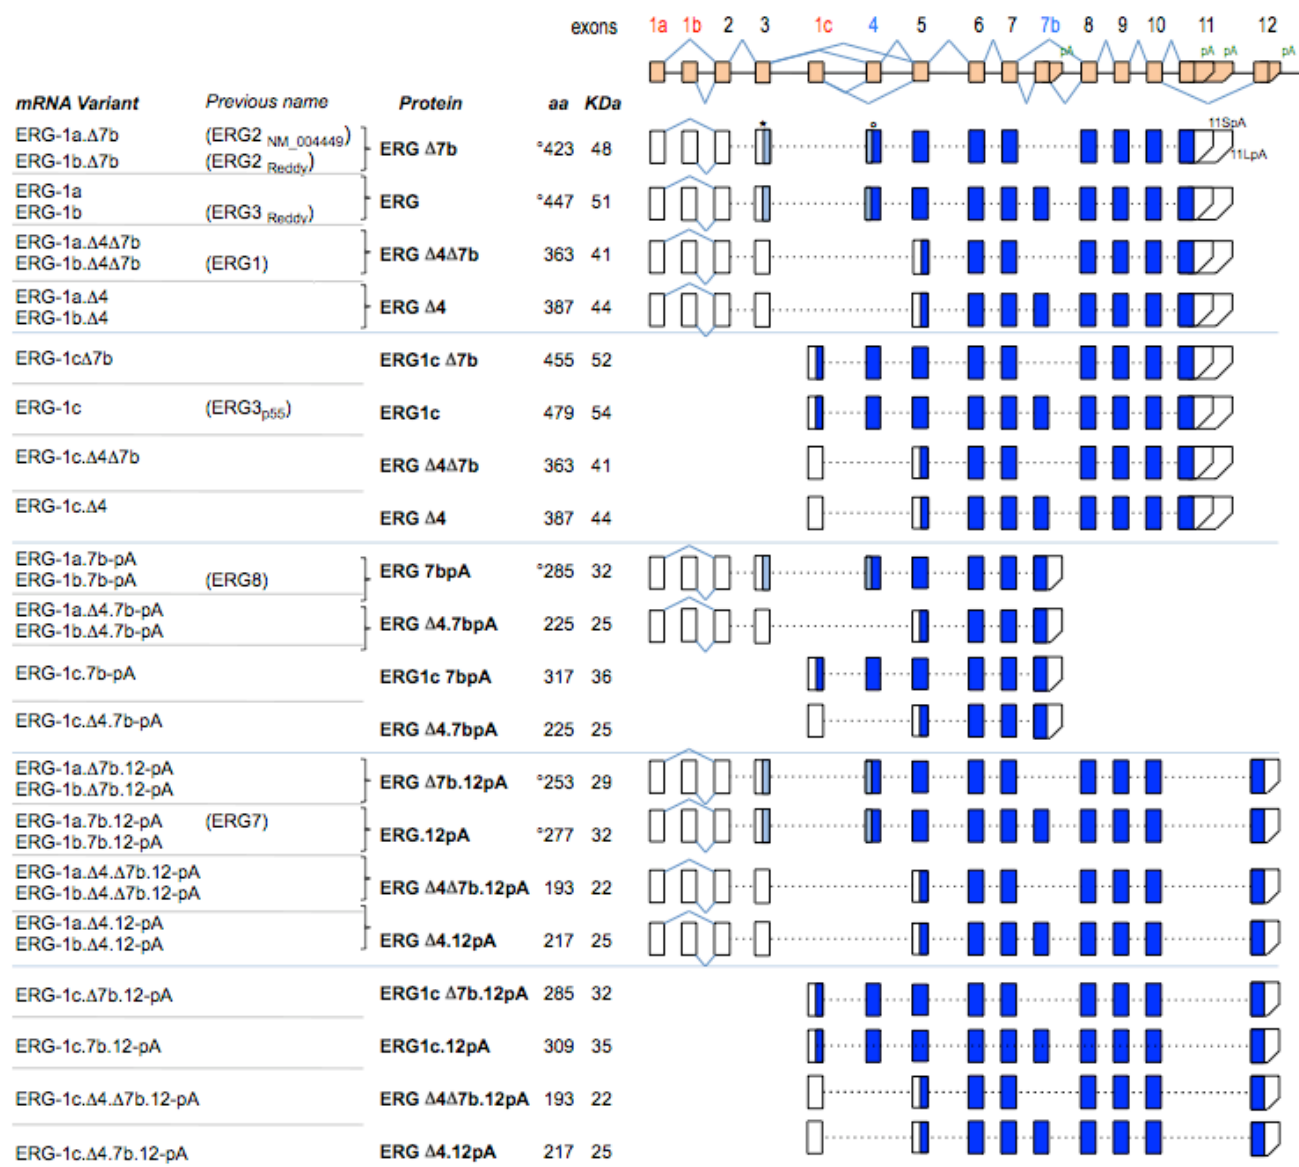 exons 1a 1b 2 3 1c 4 5 6 7 7b 8 9 10 11 12
pA pA pA pA
mRNA Variant Previous name Protein aa KDa
* °
ERG-1a.Δ7b (ERG2 NM_004449) ERG Δ7b °423 48 11SpA
ERG-1b.Δ7b (ERG2 Reddy) 11LpA
ERG-1a ERG °447 51
ERG-1b (ERG3 Reddy)
ERG-1a.Δ4Δ7b ERG Δ4Δ7b 363 41
ERG-1b.Δ4Δ7b (ERG1)
ERG-1a.Δ4 ERG Δ4 387 44
ERG-1b.Δ4
ERG-1cΔ7b ERG1c Δ7b 455 52
ERG-1c (ERG3p55) ERG1c 479 54
ERG-1c.Δ4Δ7b ERG Δ4Δ7b 363 41
ERG-1c.Δ4 ERG Δ4 387 44
ERG-1a.7b-pA ERG 7bpA °285 32
ERG-1b.7b-pA (ERG8)
ERG-1a.Δ4.7b-pA ERG Δ4.7bpA 225 25
ERG-1b.Δ4.7b-pA
ERG-1c.7b-pA ERG1c 7bpA 317 36
ERG-1c.Δ4.7b-pA ERG Δ4.7bpA 225 25
ERG-1a.Δ7b.12-pA ERG Δ7b.12pA °253 29
ERG-1b.Δ7b.12-pA
ERG-1a.7b.12-pA (ERG7) ERG.12pA °277 32
ERG-1b.7b.12-pA
ERG-1a.Δ4.Δ7b.12-pA ERG Δ4Δ7b.12pA 193 22
ERG-1b.Δ4.Δ7b.12-pA
ERG-1a.Δ4.12-pA ERG Δ4.12pA 217 25
ERG-1b.Δ4.12-pA
ERG-1c.Δ7b.12-pA ERG1c Δ7b.12pA 285 32
ERG-1c.7b.12-pA ERG1c.12pA 309 35
ERG-1c.Δ4.Δ7b.12-pA ERG Δ4Δ7b.12pA 193 22
ERG-1c.Δ4.7b.12-pA ERG Δ4.12pA 217 25